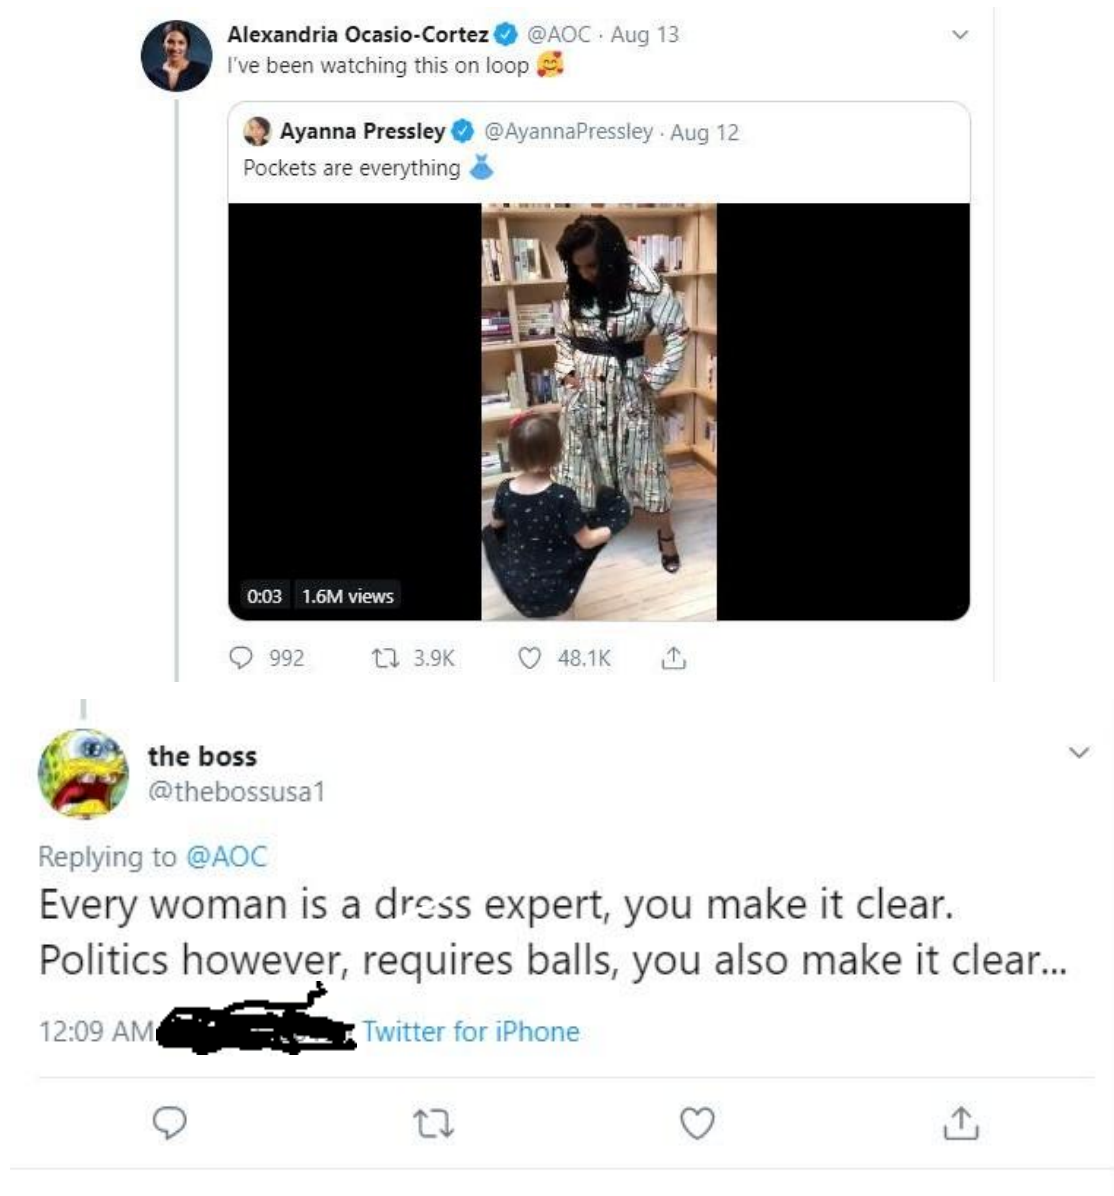 Alexandria Ocasio-Cortez @AOC · Aug 13
I've been watching this on loop 🥰
Ayanna Pressley @AyannaPressley · Aug 12
Pockets are everything 👗
0:03 1.6M views
992 3.9K 48.1K
the boss
@thebossusa1
Replying to @AOC
Every woman is a dress expert, you make it clear.
Politics however, requires balls, you also make it clear...
12:09 AM Twitter for iPhone